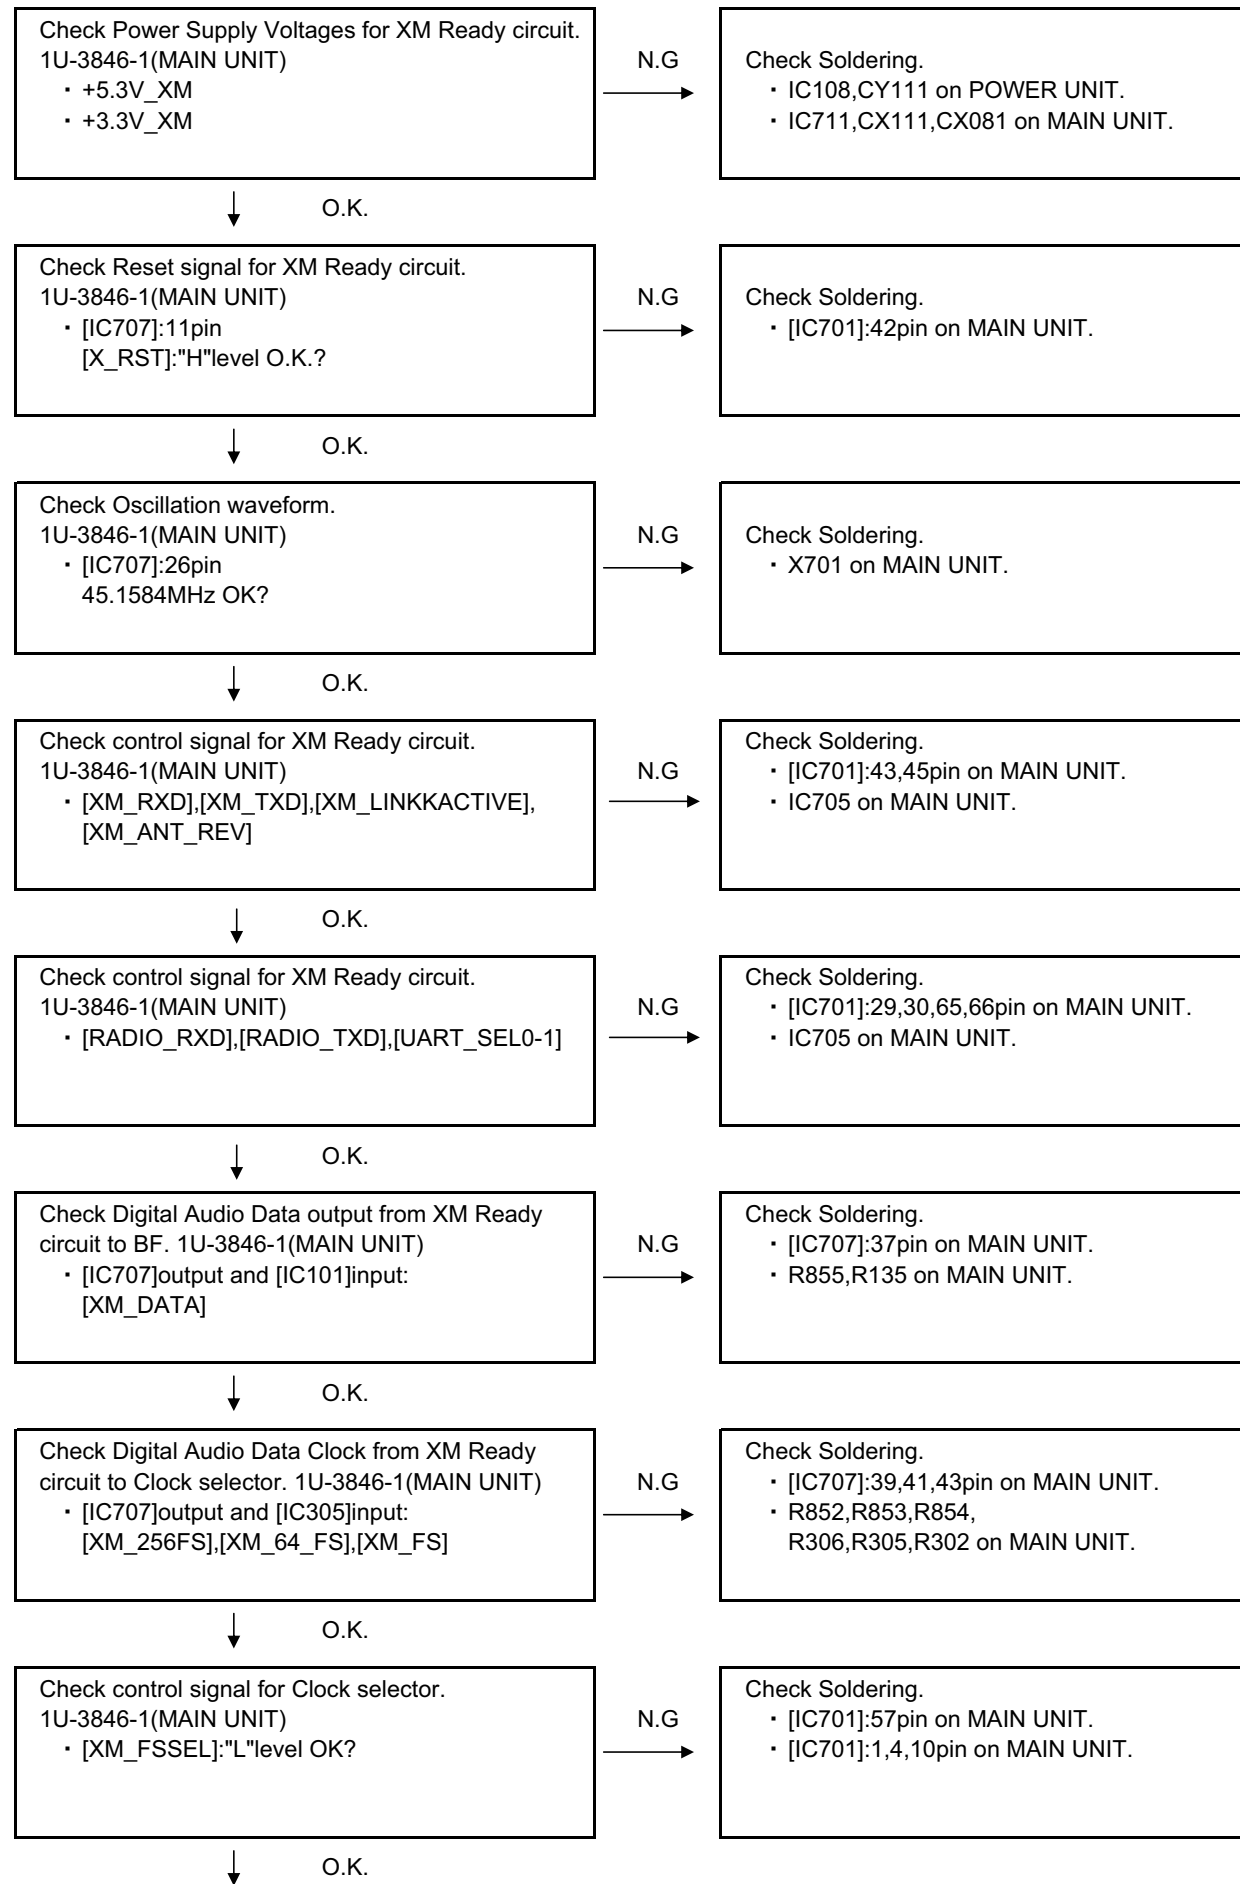 Check Power Supply Voltages for XM Ready circuit.
1U-3846-1(MAIN UNIT)
・+5.3V_XM
・+3.3V_XM
N.G
Check Soldering.
・IC108,CY111 on POWER UNIT.
・IC711,CX111,CX081 on MAIN UNIT.
O.K.
Check Reset signal for XM Ready circuit.
1U-3846-1(MAIN UNIT)
・[IC707]:11pin
[X_RST]:"H"level O.K.?
N.G
Check Soldering.
・[IC701]:42pin on MAIN UNIT.
O.K.
Check Oscillation waveform.
1U-3846-1(MAIN UNIT)
・[IC707]:26pin
45.1584MHz OK?
N.G
Check Soldering.
・X701 on MAIN UNIT.
O.K.
Check control signal for XM Ready circuit.
1U-3846-1(MAIN UNIT)
・[XM_RXD],[XM_TXD],[XM_LINKKACTIVE],
[XM_ANT_REV]
N.G
Check Soldering.
・[IC701]:43,45pin on MAIN UNIT.
・IC705 on MAIN UNIT.
O.K.
Check control signal for XM Ready circuit.
1U-3846-1(MAIN UNIT)
・[RADIO_RXD],[RADIO_TXD],[UART_SEL0-1]
N.G
Check Soldering.
・[IC701]:29,30,65,66pin on MAIN UNIT.
・IC705 on MAIN UNIT.
O.K.
Check Digital Audio Data output from XM Ready
circuit to BF. 1U-3846-1(MAIN UNIT)
・[IC707]output and [IC101]input:
[XM_DATA]
N.G
Check Soldering.
・[IC707]:37pin on MAIN UNIT.
・R855,R135 on MAIN UNIT.
O.K.
Check Digital Audio Data Clock from XM Ready
circuit to Clock selector. 1U-3846-1(MAIN UNIT)
・[IC707]output and [IC305]input:
[XM_256FS],[XM_64_FS],[XM_FS]
N.G
Check Soldering.
・[IC707]:39,41,43pin on MAIN UNIT.
・R852,R853,R854,
R306,R305,R302 on MAIN UNIT.
O.K.
Check control signal for Clock selector.
1U-3846-1(MAIN UNIT)
・[XM_FSSEL]:"L"level OK?
N.G
Check Soldering.
・[IC701]:57pin on MAIN UNIT.
・[IC701]:1,4,10pin on MAIN UNIT.
O.K.